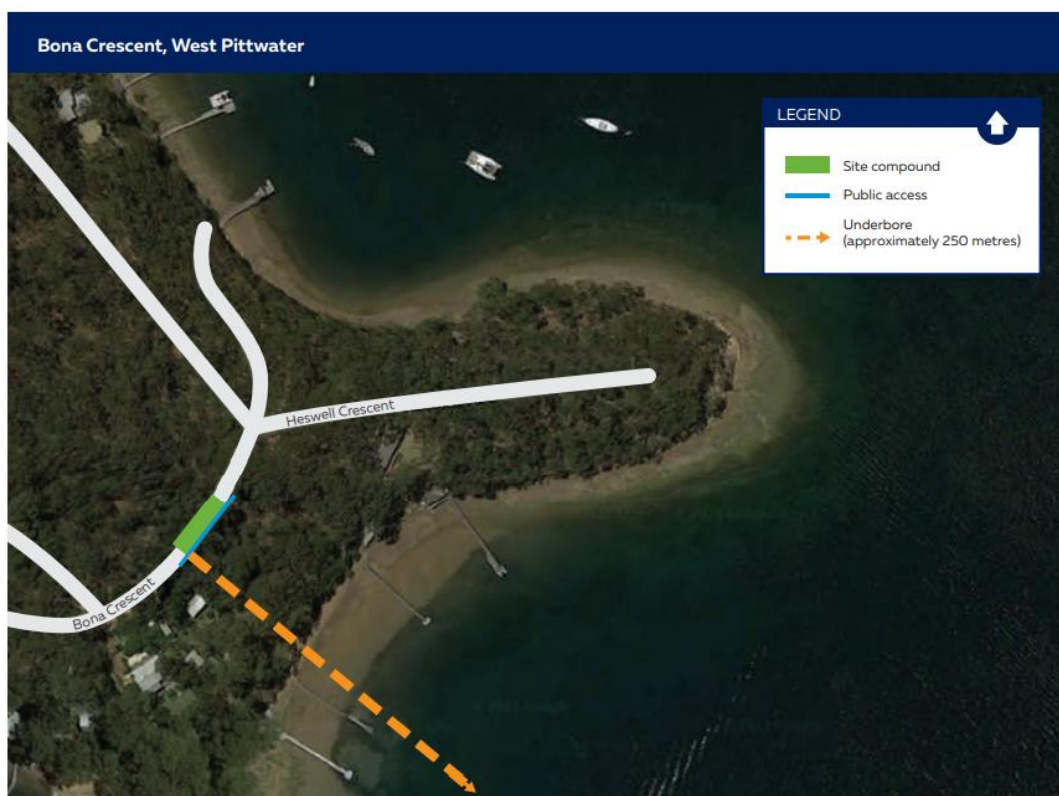 Bona Crescent, West Pittwater
LEGEND
Site compound
Public access
Underbore
(approximately 250 metres)
Heswell Crescent
Bona Crescent